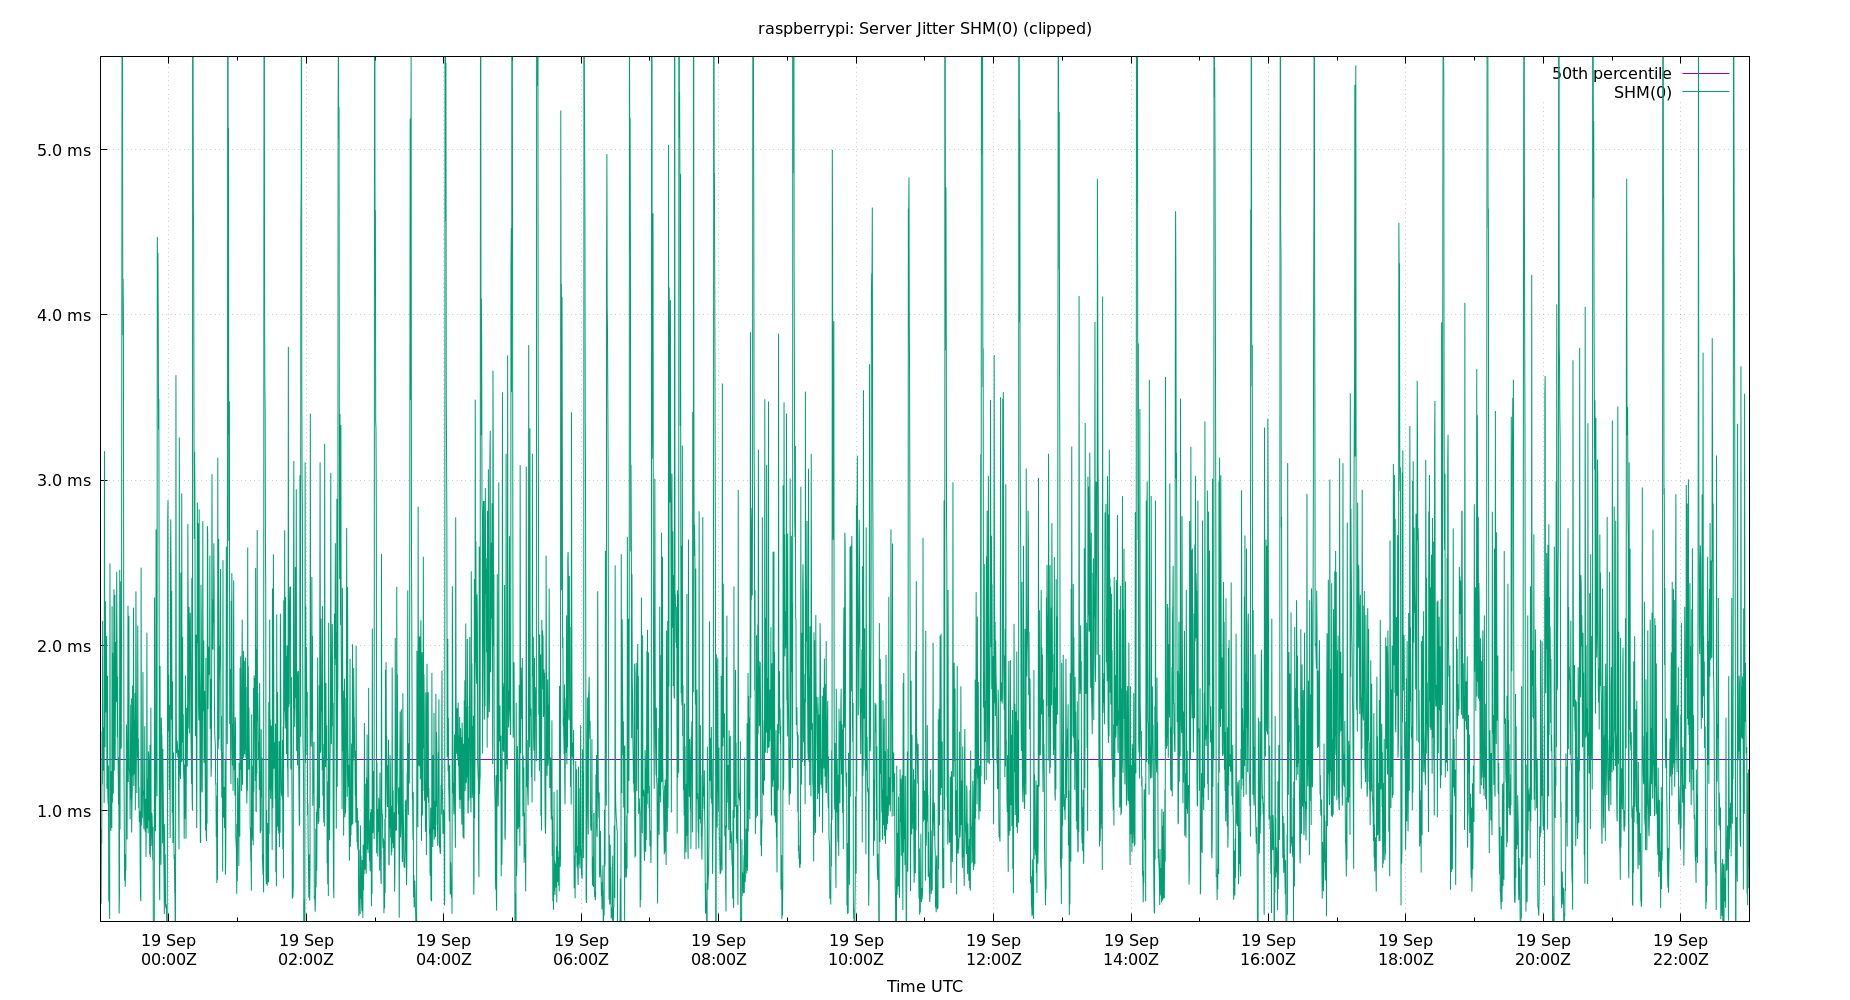 raspberrypi: Server Jitter SHM(0) (clipped)
50th percentile
SHM(0)
5.0 ms
4.0 ms
3.0 ms
2.0 ms
1.0 ms
19 Sep 19 Sep 19 Sep 19 Sep 19 Sep 19 Sep 19 Sep 19 Sep 19 Sep 19 Sep 19 Sep 19 Sep
00:00Z 02:00Z 04:00Z 06:00Z 08:00Z 10:00Z 12:00Z 14:00Z 16:00Z 18:00Z 20:00Z 22:00Z
Time UTC